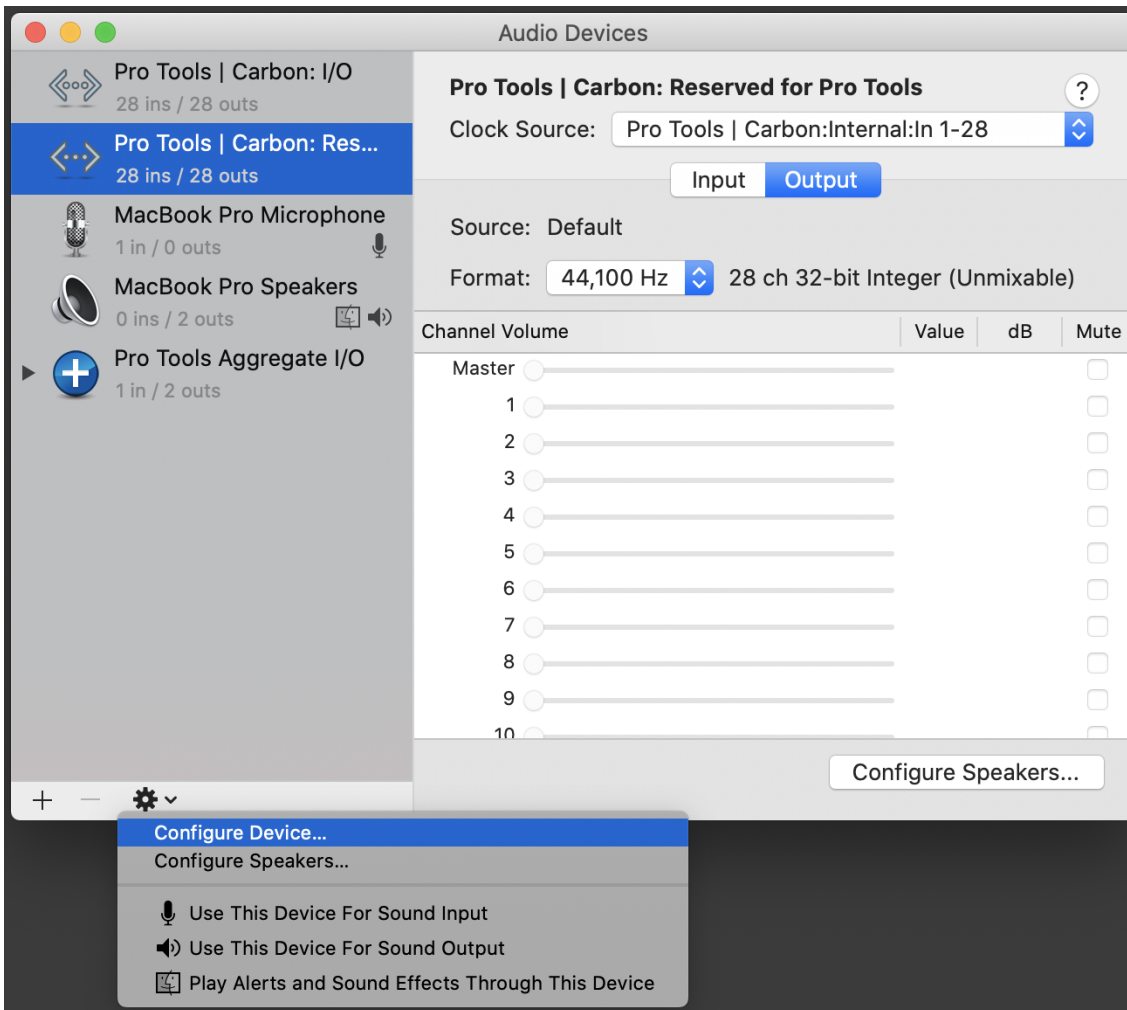 Audio Devices
Pro Tools | Carbon: I/O
28 ins / 28 outs
Pro Tools | Carbon: Res...
28 ins / 28 outs
MacBook Pro Microphone
1 in / 0 outs
MacBook Pro Speakers
0 ins / 2 outs
Pro Tools Aggregate I/O
1 in / 2 outs
Pro Tools | Carbon: Reserved for Pro Tools
?
Clock Source: Pro Tools | Carbon:Internal:In 1-28
Input Output
Source: Default
Format: 44,100 Hz 28 ch 32-bit Integer (Unmixable)
Channel Volume Value dB Mute
Master
1
2
3
4
5
6
7
8
9
10
Configure Speakers...
Configure Device...
Configure Speakers...
Use This Device For Sound Input
Use This Device For Sound Output
Play Alerts and Sound Effects Through This Device